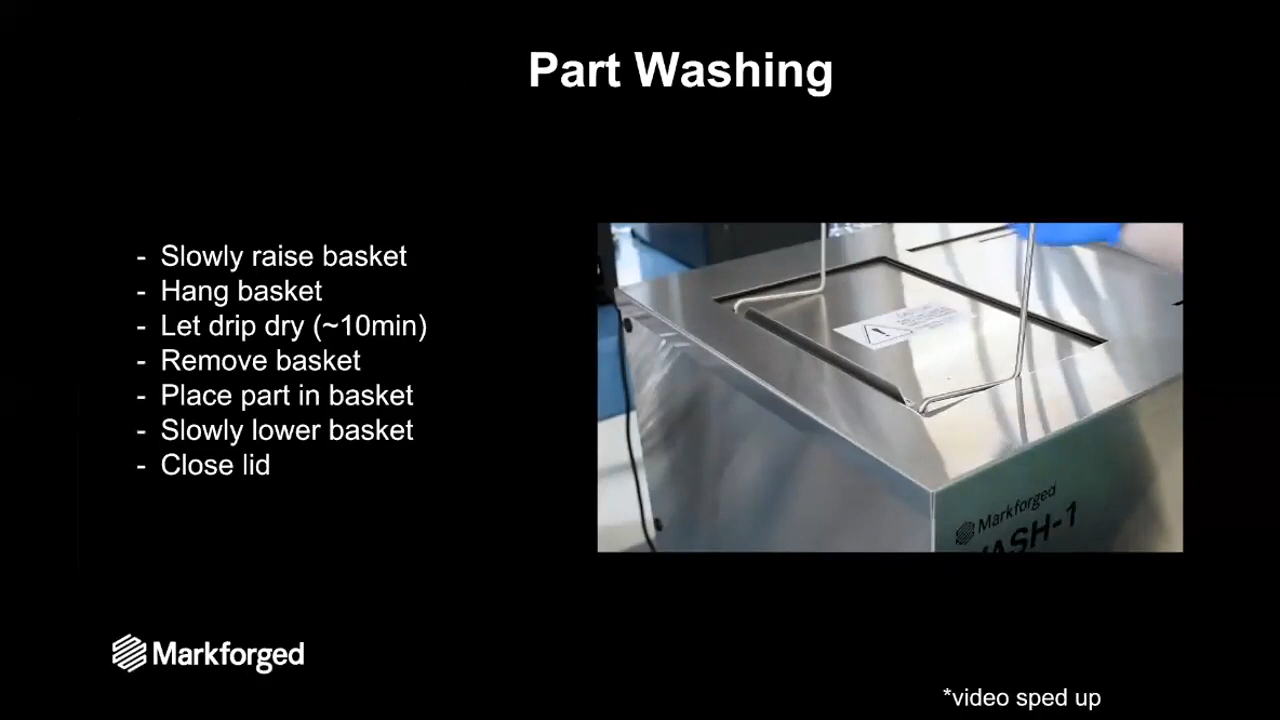 Part Washing
- Slowly raise basket
- Hang basket
- Let drip dry (~10min)
- Remove basket
- Place part in basket
- Slowly lower basket
- Close lid
Markforged
Markforged
*video sped up